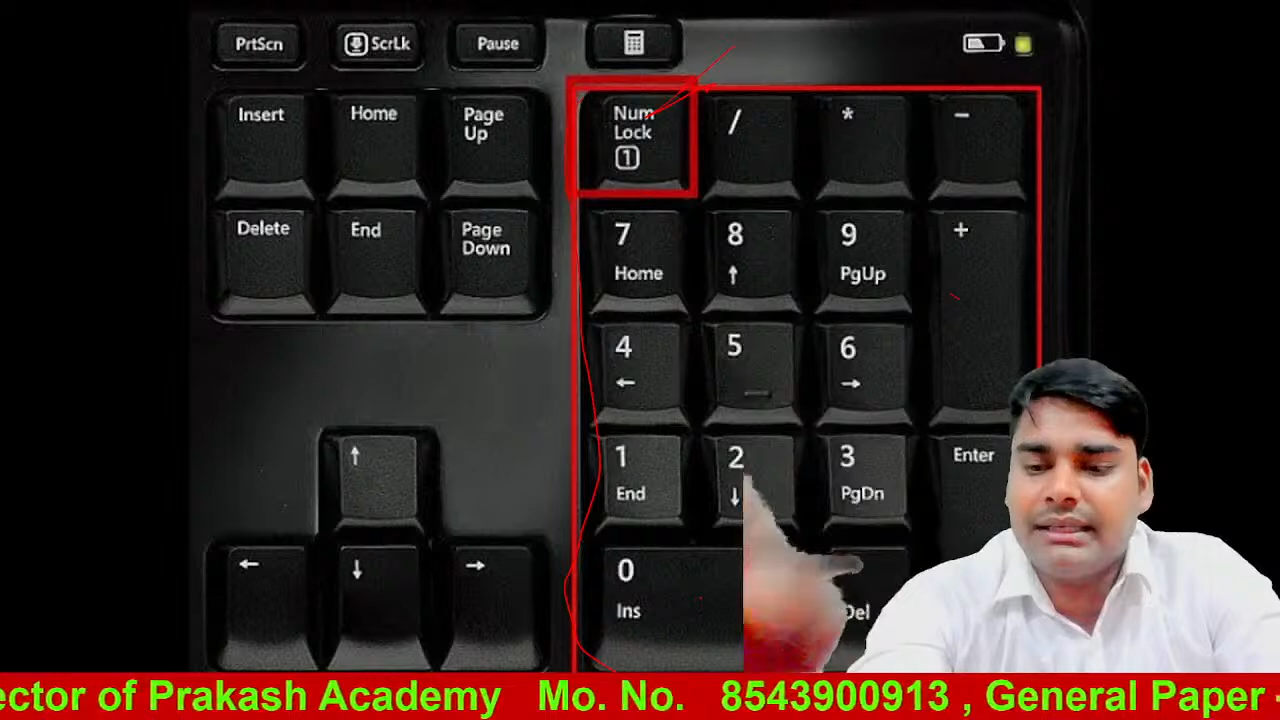 PrtScn ScrLk Pause
Insert Home Page Up
Delete End Page Down
↑
← ↓ →
Num Lock 1 / * -
7 Home 8 ↑ 9 PgUp +
4 ← 5 6 →
1 End 2 ↓ 3 PgDn Enter
0 Ins Del
ector of Prakash Academy Mo. No. 8543900913 , General Paper